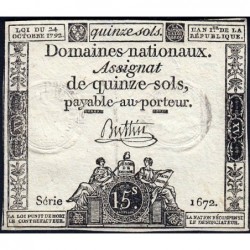 LOI DU 24
OCTOBRE 1792.
quinze-sols.
L'AN 1er. DE LA
RÉPUBLIQUE.
Domaines nationaux.
Assignat
de quinze-sols,
payable au porteur.
Buttin
15s
Série
1672.
LA LOI PUNIT DE MORT
LE CONTREFACTEUR
LA NATION RÉCOMPENSE
LE DÉNONCIATEUR